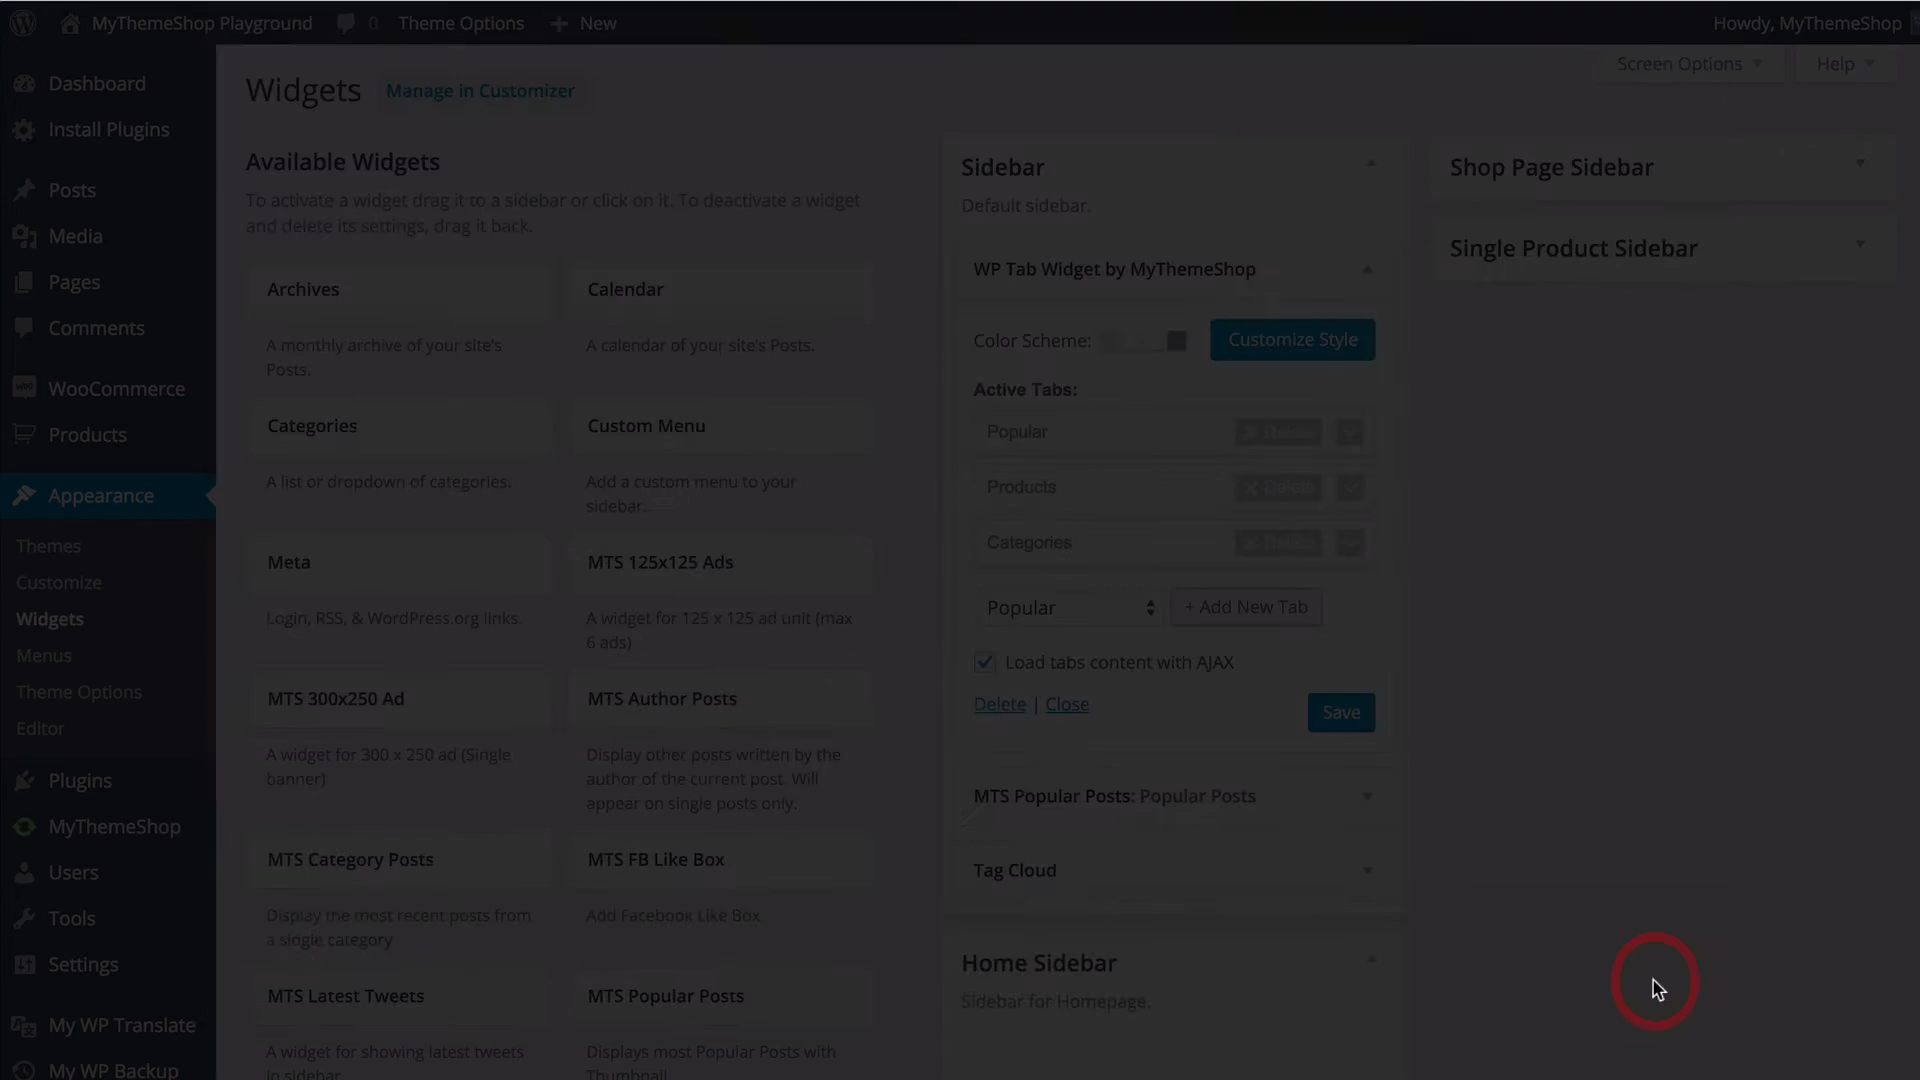 MyThemeShop Playground 0 Theme Options New Howdy, MyThemeShop
Dashboard
Install Plugins
Posts
Media
Pages
Comments
WooCommerce
Products
Appearance
Themes
Customize
Widgets
Menus
Theme Options
Editor
Plugins
MyThemeShop
Users
Tools
Settings
My WP Translate
My WP Backup
Screen Options Help
Widgets Manage in Customizer
Available Widgets
To activate a widget drag it to a sidebar or click on it. To deactivate a widget
and delete its settings, drag it back.
Archives
A monthly archive of your site's
Posts.
Calendar
A calendar of your site's Posts.
Categories
A list or dropdown of categories.
Custom Menu
Add a custom menu to your
sidebar.
Meta
Login, RSS, & WordPress.org links.
MTS 125x125 Ads
A widget for 125 x 125 ad unit (max
6 ads)
MTS 300x250 Ad
A widget for 300 x 250 ad (Single
banner)
MTS Author Posts
Display other posts written by the
author of the current post. Will
appear on single posts only.
MTS Category Posts
Display the most recent posts from
a single category
MTS FB Like Box
Add Facebook Like Box
MTS Latest Tweets
A widget for showing latest tweets
in sidebar
MTS Popular Posts
Displays most Popular Posts with
Thumbnail
Sidebar
Default sidebar.
WP Tab Widget by MyThemeShop
Color Scheme: Customize Style
Active Tabs:
Popular Delete
Products Delete
Categories Delete
Popular + Add New Tab
Load tabs content with AJAX
Delete | Close Save
MTS Popular Posts: Popular Posts
Tag Cloud
Home Sidebar
Sidebar for Homepage.
Shop Page Sidebar
Single Product Sidebar